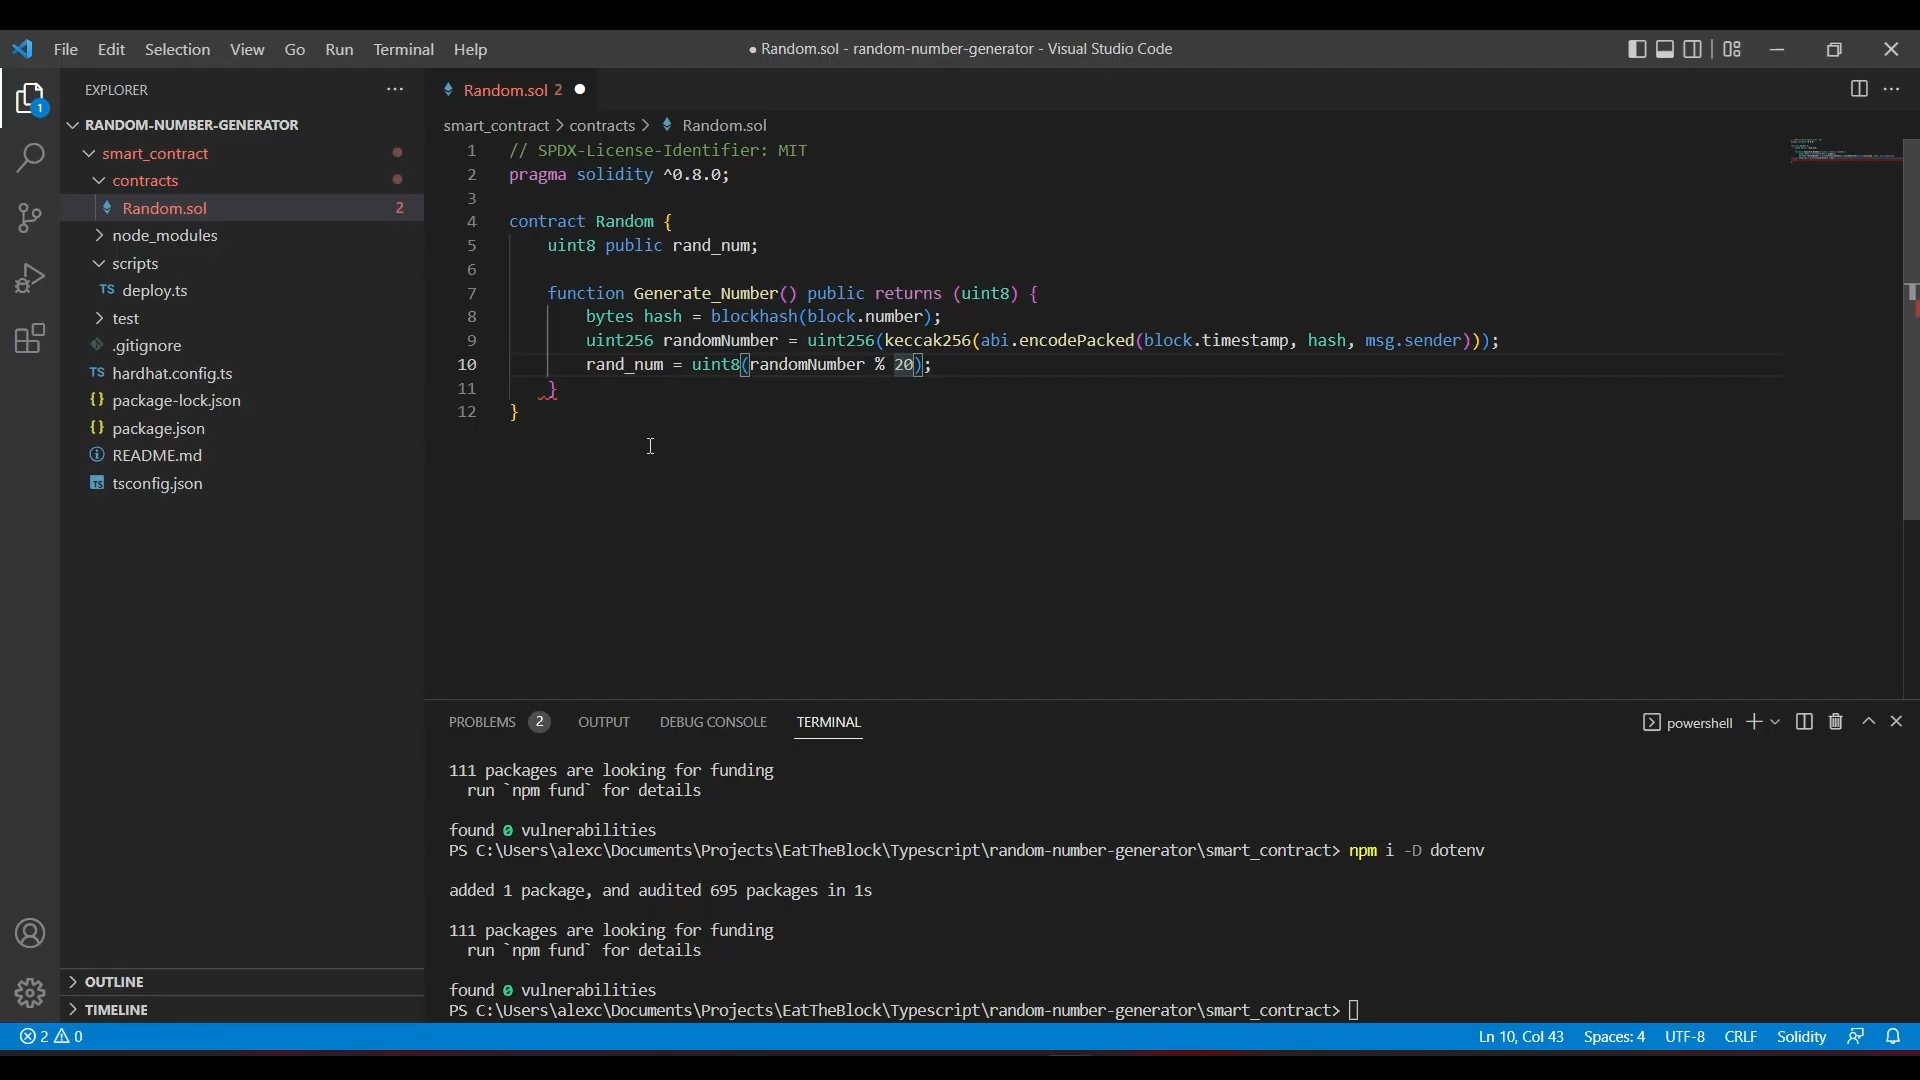 File Edit Selection View Go Run Terminal Help
● Random.sol - random-number-generator - Visual Studio Code
1
EXPLORER
RANDOM-NUMBER-GENERATOR
smart_contract
contracts
Random.sol 2
node_modules
scripts
TS deploy.ts
test
.gitignore
TS hardhat.config.ts
{} package-lock.json
{} package.json
README.md
TS tsconfig.json
OUTLINE
TIMELINE
Random.sol 2 ●
smart_contract > contracts > Random.sol
1 // SPDX-License-Identifier: MIT
2 pragma solidity ^0.8.0;
3
4 contract Random {
5 uint8 public rand_num;
6
7 function Generate_Number() public returns (uint8) {
8 bytes hash = blockhash(block.number);
9 uint256 randomNumber = uint256(keccak256(abi.encodePacked(block.timestamp, hash, msg.sender)));
10 rand_num = uint8(randomNumber % 20);
11 }
12 }
PROBLEMS 2 OUTPUT DEBUG CONSOLE TERMINAL
powershell
111 packages are looking for funding
run `npm fund` for details
found 0 vulnerabilities
PS C:\Users\alexc\Documents\Projects\EatTheBlock\Typescript\random-number-generator\smart_contract> npm i -D dotenv
added 1 package, and audited 695 packages in 1s
111 packages are looking for funding
run `npm fund` for details
found 0 vulnerabilities
PS C:\Users\alexc\Documents\Projects\EatTheBlock\Typescript\random-number-generator\smart_contract>
2 0
Ln 10, Col 43 Spaces: 4 UTF-8 CRLF Solidity